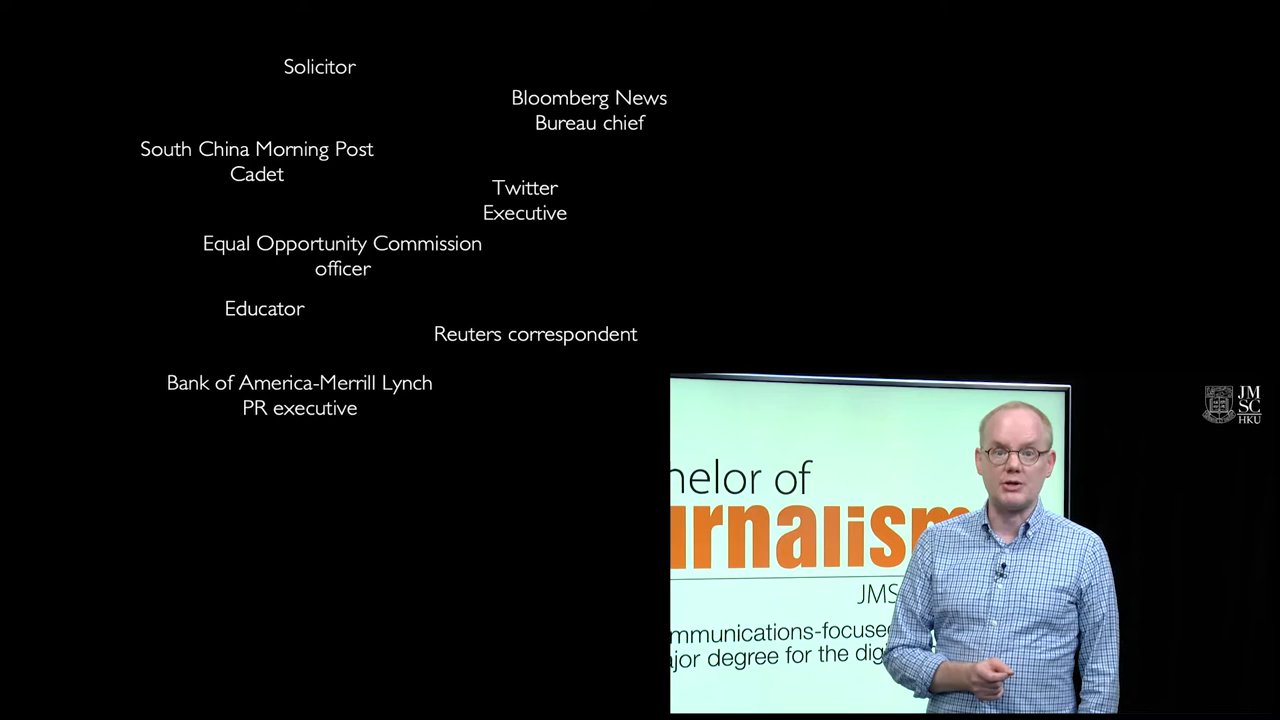 Solicitor
Bloomberg News
Bureau chief
South China Morning Post
Cadet
Twitter
Executive
Equal Opportunity Commission
officer
Educator
Reuters correspondent
Bank of America-Merrill Lynch
PR executive
JM
SC
HKU
helor of
urnalism
JMS
mmunications-focuse
ajor degree for the dig